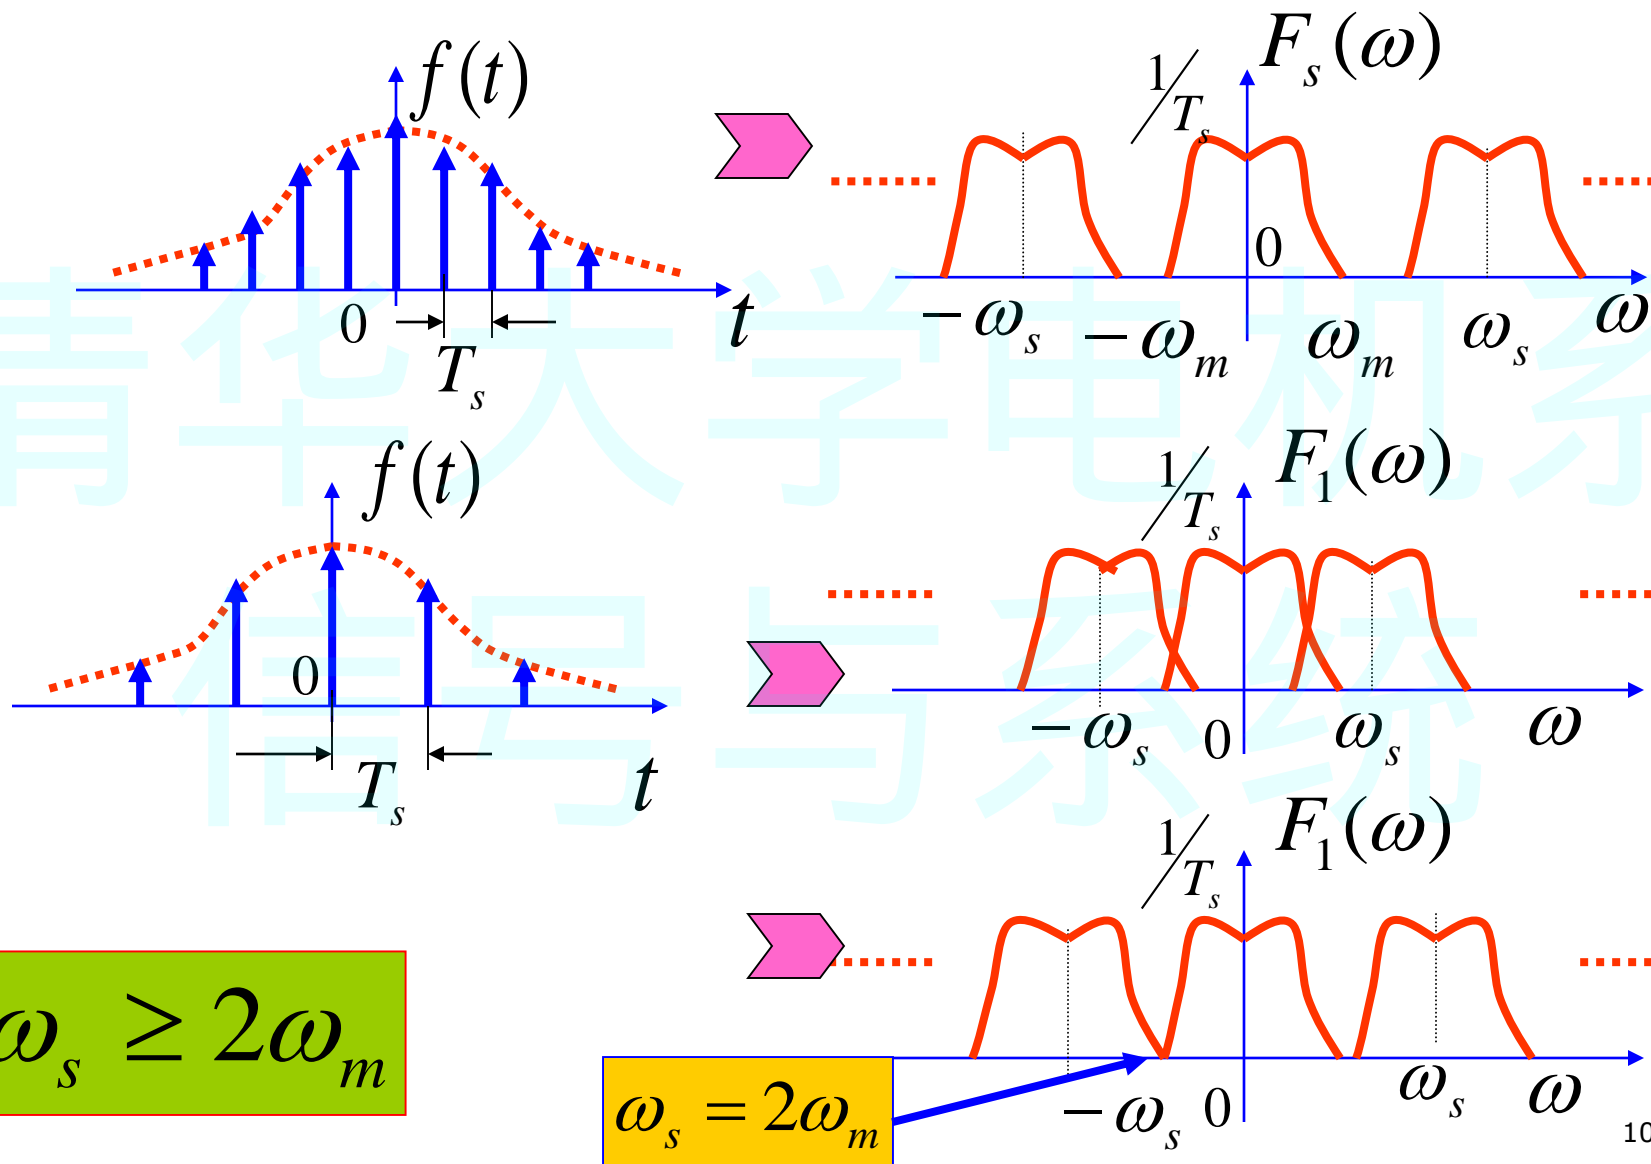 f(t)
0
t
T_s
1/T_s
F_s(ω)
0
−ω_s
−ω_m
ω_m
ω_s
ω
f(t)
0
T_s
t
1/T_s
F_1(ω)
−ω_s
0
ω_s
ω
1/T_s
F_1(ω)
−ω_s
0
ω_s
ω
ω_s ≥ 2ω_m
ω_s = 2ω_m
清华大学电机系
信号与系统
10